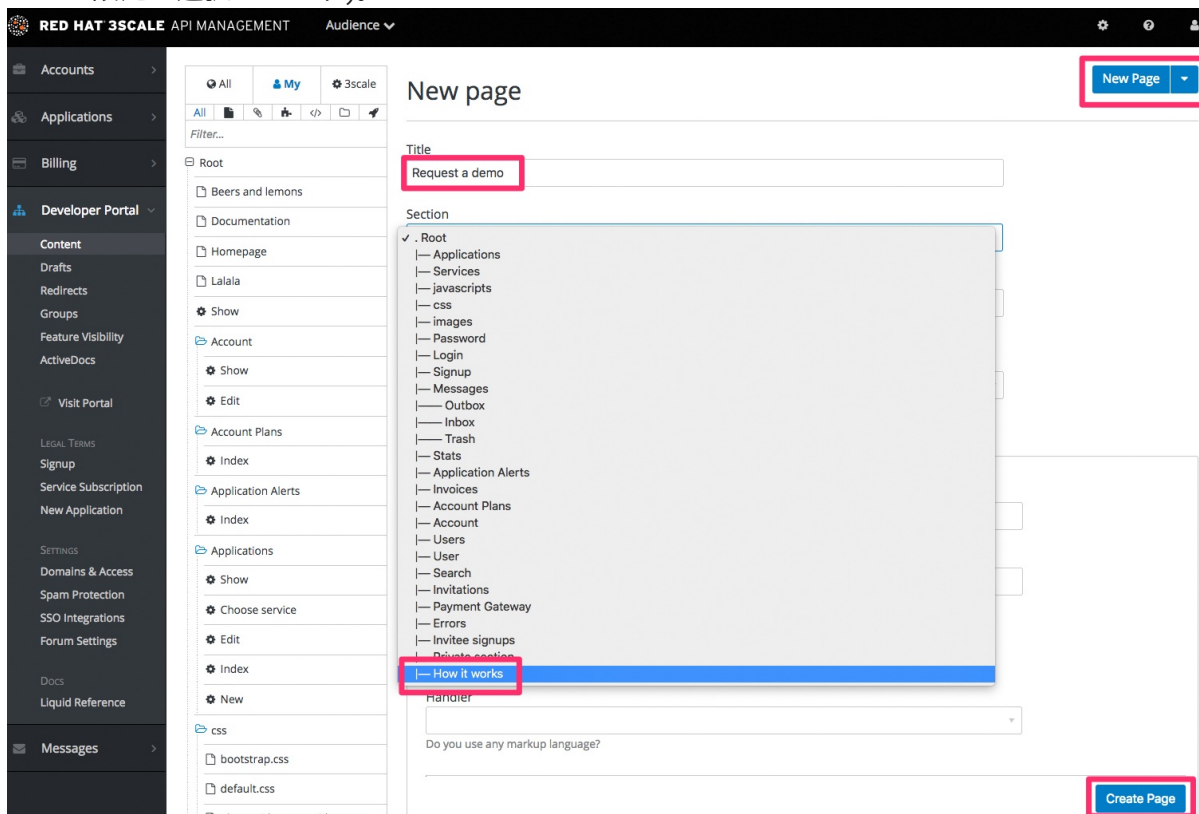 RED HAT 3SCALE API MANAGEMENT Audience
Accounts
Applications
Billing
Developer Portal
Content
Drafts
Redirects
Groups
Feature Visibility
ActiveDocs
Visit Portal
LEGAL TERMS
Signup
Service Subscription
New Application
SETTINGS
Domains & Access
Spam Protection
SSO Integrations
Forum Settings
DOCS
Liquid Reference
Messages
All My 3scale
All
Filter...
Root
Beers and lemons
Documentation
Homepage
Lalala
Show
Account
Show
Edit
Account Plans
Index
Application Alerts
Index
Applications
Show
Choose service
Edit
Index
New
css
bootstrap.css
default.css
New page
New Page
Title
Request a demo
Section
✓ . Root
|— Applications
|— Services
|— javascripts
|— css
|— images
|— Password
|— Login
|— Signup
|— Messages
|—— Outbox
|—— Inbox
|—— Trash
|— Stats
|— Application Alerts
|— Invoices
|— Account Plans
|— Account
|— Users
|— User
|— Search
|— Invitations
|— Payment Gateway
|— Errors
|— Invitee signups
|— Private section
|— How it works
Handler
Do you use any markup language?
Create Page